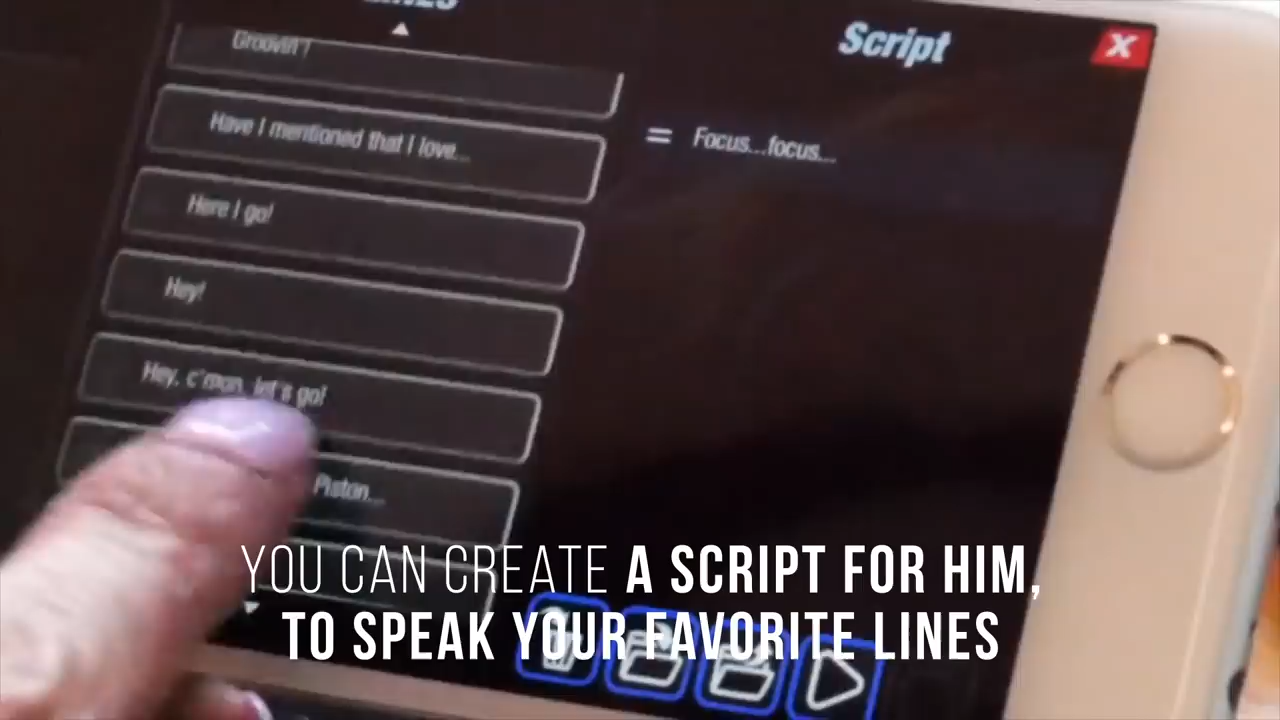 Script
X
Groovin'!
Have I mentioned that I love...
Here I go!
Hey!
Hey, c'mon, let's go!
Piston...
= Focus...focus...
YOU CAN CREATE A SCRIPT FOR HIM,
TO SPEAK YOUR FAVORITE LINES